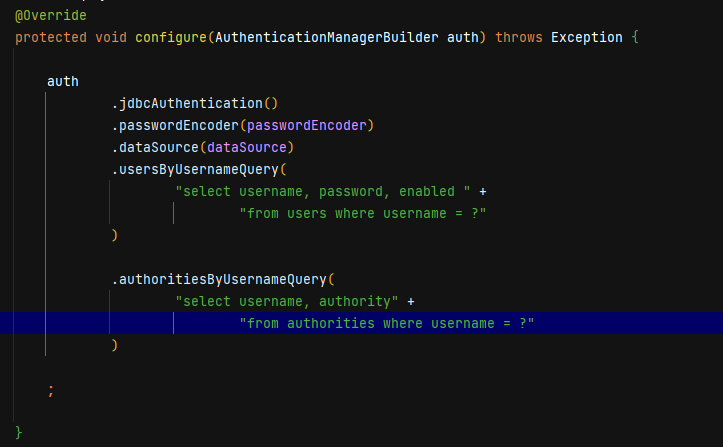 @Override
protected void configure(AuthenticationManagerBuilder auth) throws Exception {
auth
.jdbcAuthentication()
.passwordEncoder(passwordEncoder)
.dataSource(dataSource)
.usersByUsernameQuery(
"select username, password, enabled " +
"from users where username = ?"
)
.authoritiesByUsernameQuery(
"select username, authority" +
"from authorities where username = ?"
)
;
}